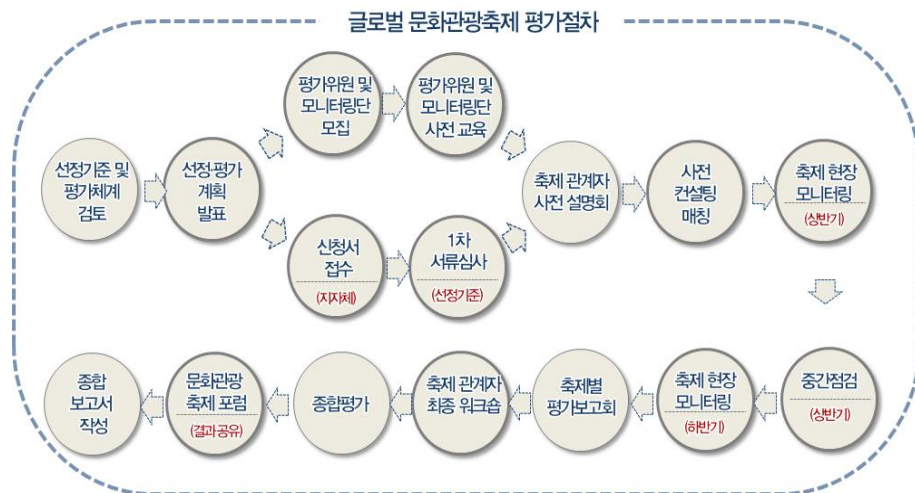 글로벌 문화관광축제 평가절차
선정기준 및
평가체계
검토
선정·평가
계획
발표
평가위원 및
모니터링단
모집
평가위원 및
모니터링단
사전 교육
신청서
접수
(지자체)
1차
서류심사
(선정기준)
축제 관계자
사전 설명회
사전
컨설팅
매칭
축제 현장
모니터링
(상반기)
중간점검
(상반기)
축제 현장
모니터링
(하반기)
축제별
평가보고회
축제 관계자
최종 워크숍
종합평가
문화관광
축제 포럼
(결과 공유)
종합
보고서
작성